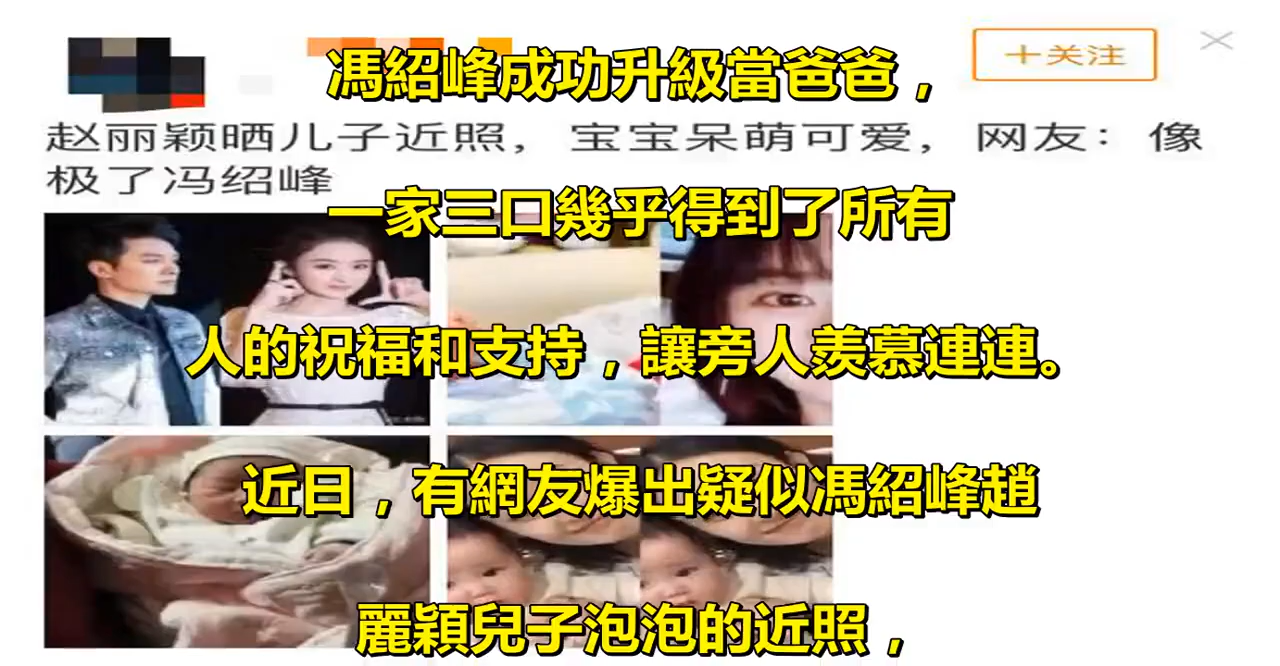 馮紹峰成功升級當爸爸，
+关注
赵丽颖晒儿子近照，宝宝呆萌可爱，网友：像
极了冯绍峰
一家三口幾乎得到了所有
人的祝福和支持，讓旁人羨慕連連。
近日，有網友爆出疑似馮紹峰趙
麗穎兒子泡泡的近照，